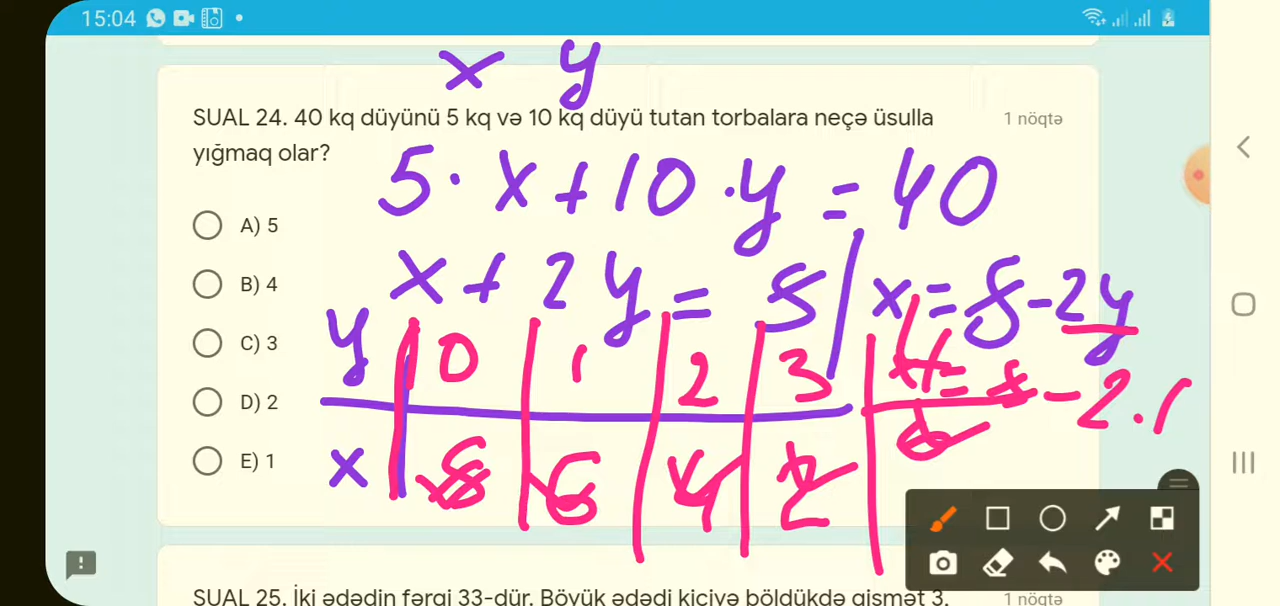 15:04
x y
SUAL 24. 40 kq düyünü 5 kq və 10 kq düyü tutan torbalara neçə üsulla
1 nöqtə
yığmaq olar?
5·x+10·y=40
A) 5
x+2y=8
x=8-2y
B) 4
y 0 1 2 3 4
C) 3
D) 2
x 8 6 4 2 0
E) 1
SUAL 25. İki ədədin fərqi 33-dür. Böyük ədədi kiçiyə böldükdə qismət 3,
1 nöqtə